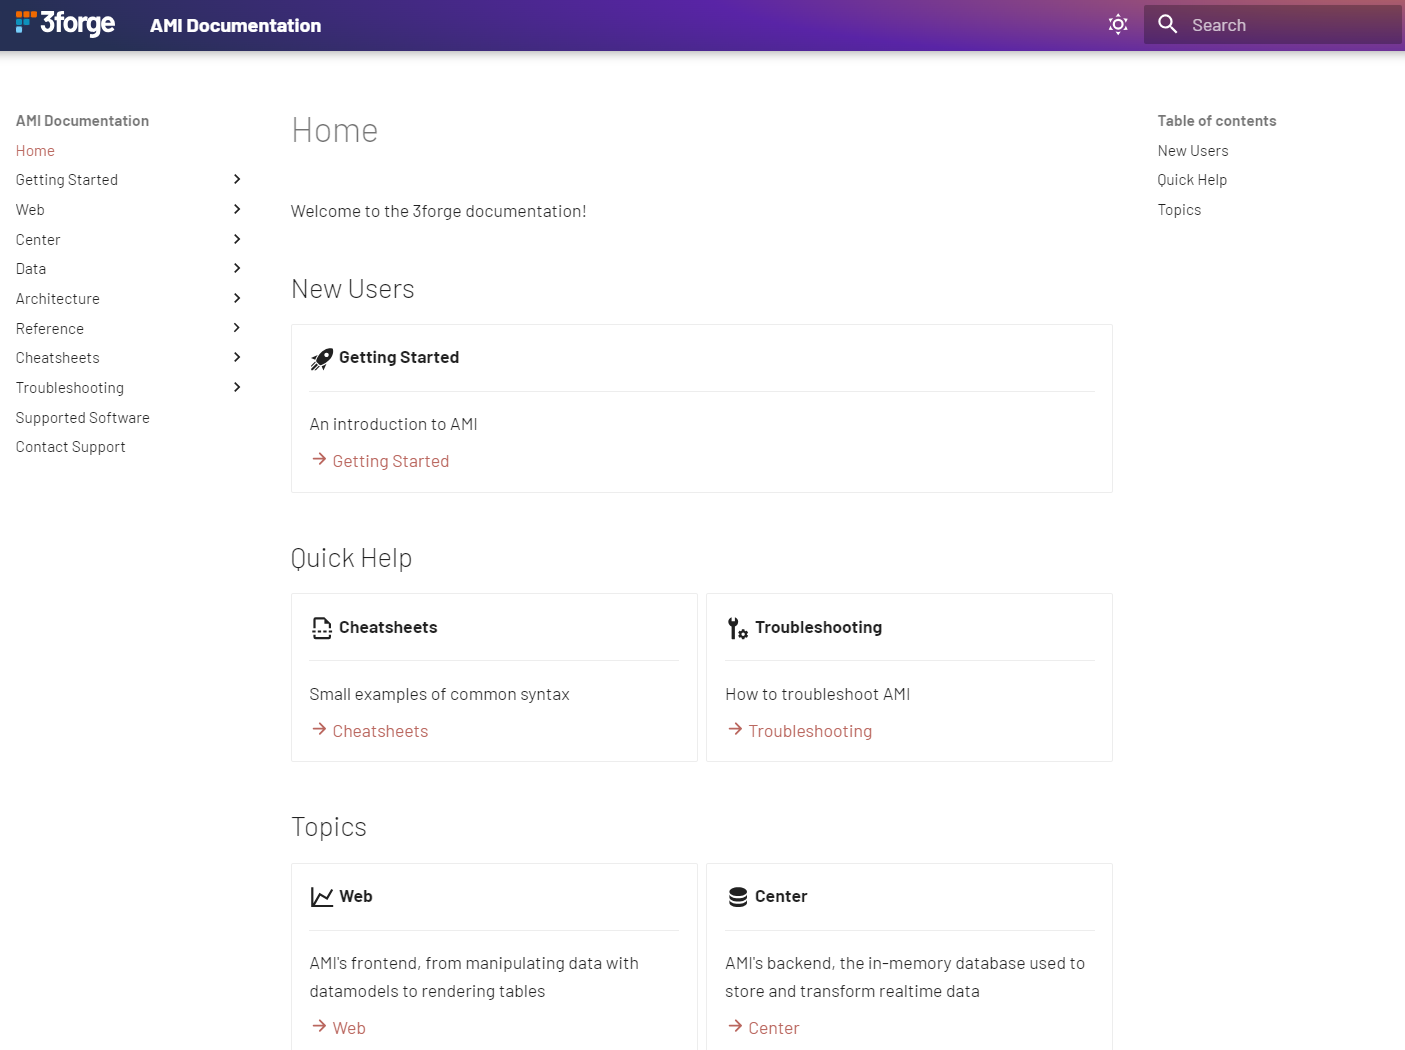 3forge
AMI Documentation
Search
AMI Documentation
Home
Getting Started
Web
Center
Data
Architecture
Reference
Cheatsheets
Troubleshooting
Supported Software
Contact Support
Home
Welcome to the 3forge documentation!
New Users
Getting Started
An introduction to AMI
Getting Started
Quick Help
Cheatsheets
Small examples of common syntax
Cheatsheets
Troubleshooting
How to troubleshoot AMI
Troubleshooting
Topics
Web
AMI's frontend, from manipulating data with
datamodels to rendering tables
Web
Center
AMI's backend, the in-memory database used to
store and transform realtime data
Center
Table of contents
New Users
Quick Help
Topics